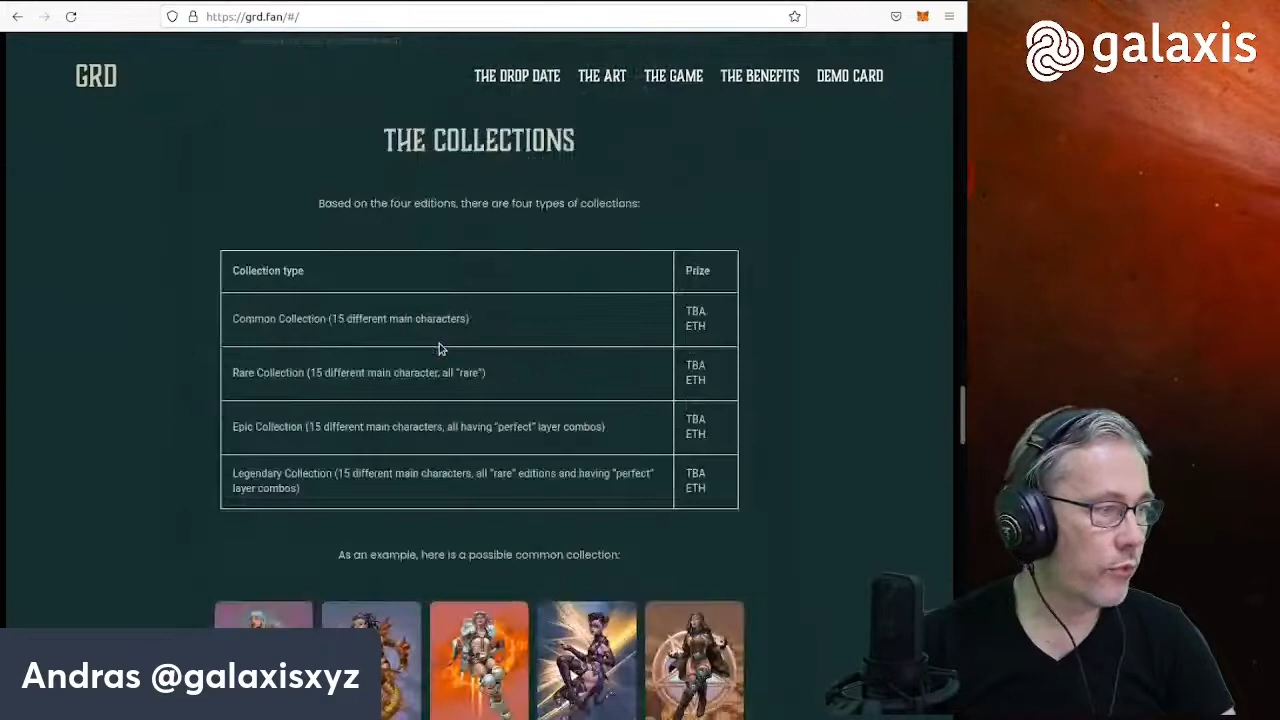 https://grd.fan/#/
galaxis
GRD
THE DROP DATE THE ART THE GAME THE BENEFITS DEMO CARD
THE COLLECTIONS
Based on the four editions, there are four types of collections:
Collection type Prize
Common Collection (15 different main characters) TBA
ETH
Rare Collection (15 different main character, all "rare") TBA
ETH
Epic Collection (15 different main characters, all having "perfect" layer combos) TBA
ETH
Legendary Collection (15 different main characters, all "rare" editions and having "perfect" TBA
layer combos) ETH
As an example, here is a possible common collection:
Andras @galaxisxyz